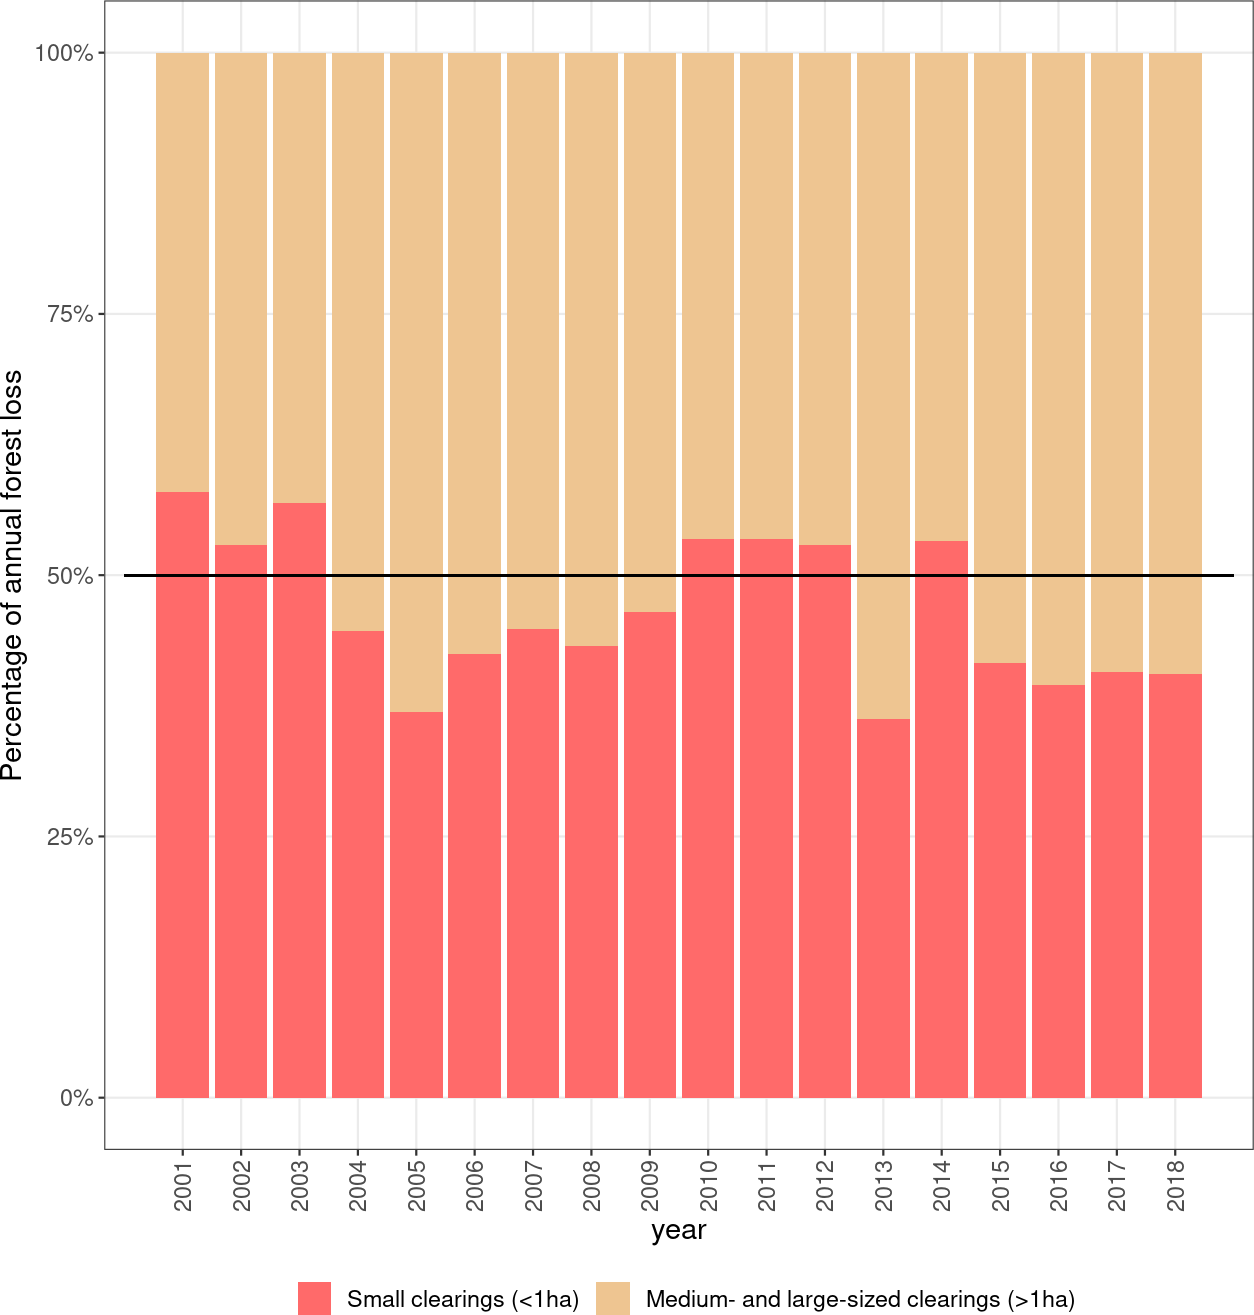 Percentage of annual forest loss
100%
75%
50%
25%
0%
2001 2002 2003 2004 2005 2006 2007 2008 2009 2010 2011 2012 2013 2014 2015 2016 2017 2018
year
Small clearings (<1ha) Medium- and large-sized clearings (>1ha)